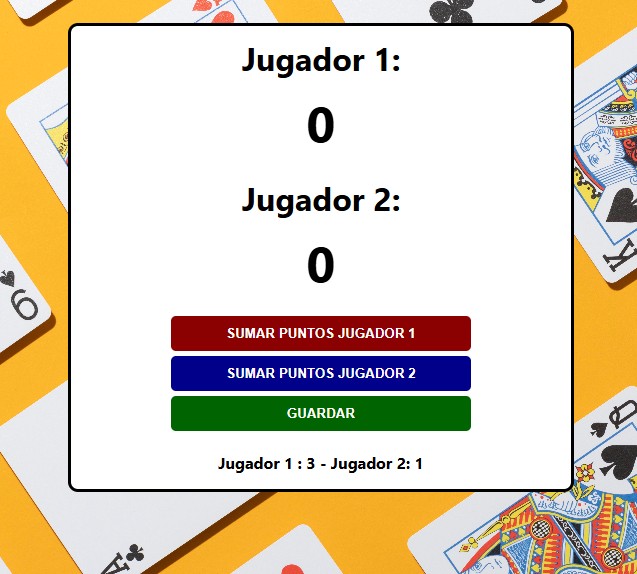 Jugador 1:
0
Jugador 2:
0
SUMAR PUNTOS JUGADOR 1
SUMAR PUNTOS JUGADOR 2
GUARDAR
Jugador 1 : 3 - Jugador 2: 1
9
K
Q
A